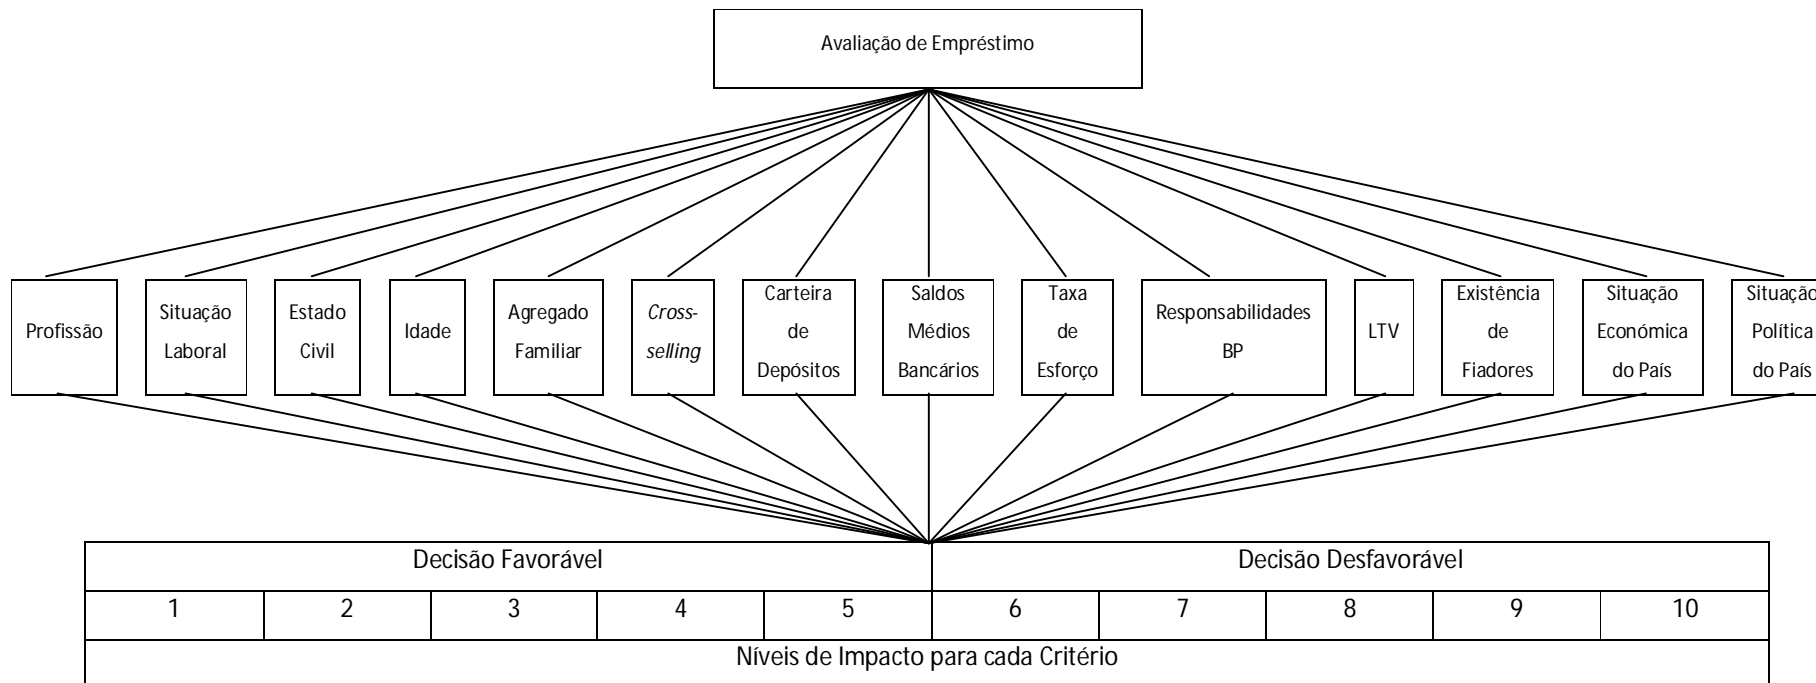 Avaliação de Empréstimo
Profissão
Situação
Laboral
Estado
Civil
Idade
Agregado
Familiar
Cross-
selling
Carteira
de
Depósitos
Saldos
Médios
Bancários
Taxa
de
Esforço
Responsabilidades
BP
LTV
Existência
de
Fiadores
Situação
Económica
do País
Situação
Política
do País
Decisão Favorável
Decisão Desfavorável
1 2 3 4 5 6 7 8 9 10
Níveis de Impacto para cada Critério